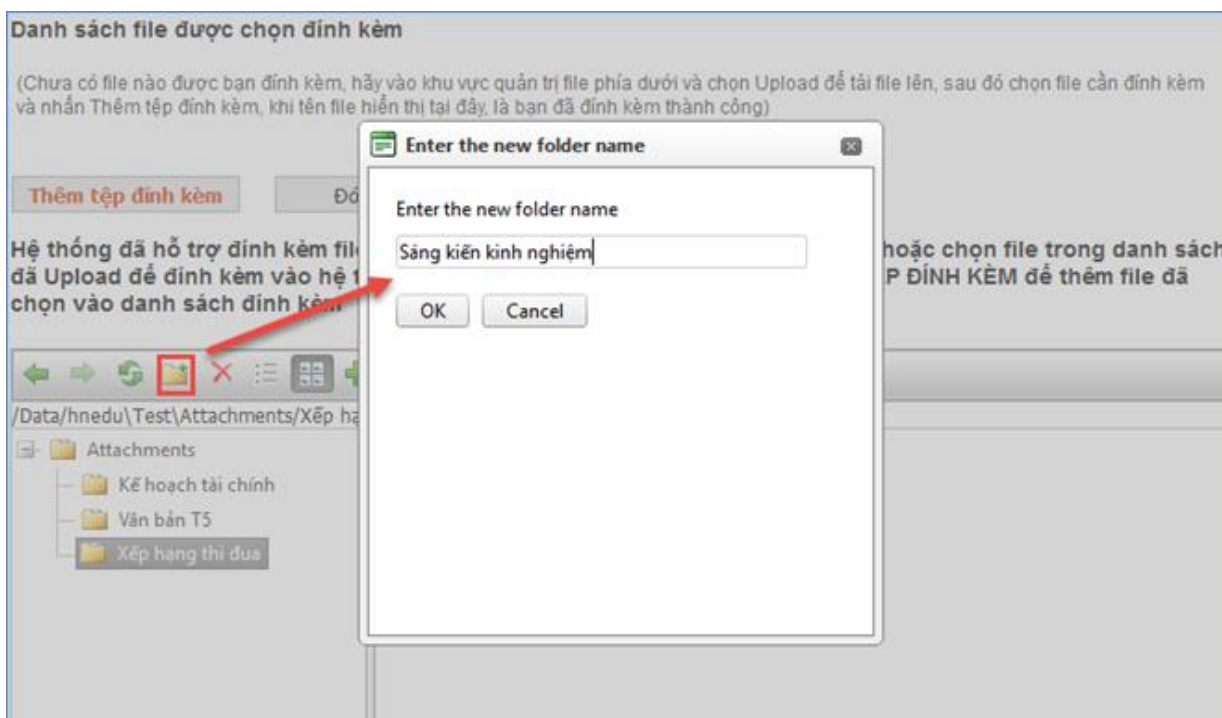 Danh sách file được chọn đính kèm
(Chưa có file nào được bạn đính kèm, hãy vào khu vực quản trị file phía dưới và chọn Upload để tải file lên, sau đó chọn file cần đính kèm
và nhấn Thêm tệp đính kèm, khi tên file hiển thị tại đây, là bạn đã đính kèm thành công)
Enter the new folder name
Thêm tệp đính kèm
Enter the new folder name
Hệ thống đã hỗ trợ đính kèm
Sáng kiến kinh nghiệm
hoặc chọn file trong danh sách
đã Upload để đính kèm vào hệ
ĐÍNH KÈM để thêm file đã
chọn vào danh sách đính kèm
OK Cancel
/Data/hnedu\Test\Attachments/Xếp
Attachments
Kế hoạch tài chính
Văn bản T5
Xếp hạng thi đua